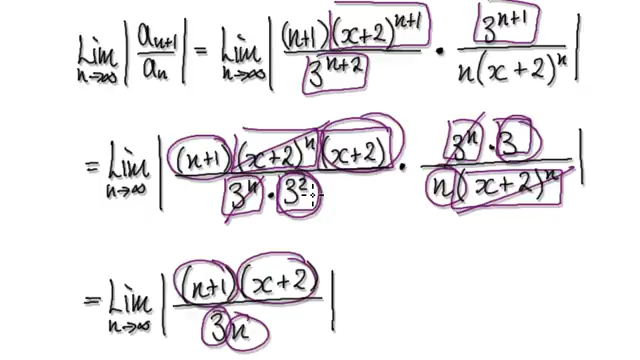 Lim n→∞ | a_{n+1} / a_n | = Lim n→∞ | (n+1)(x+2)^{n+1} / 3^{n+2} · 3^{n+1} / n(x+2)^n |
= Lim n→∞ | (n+1)(x+2)^n (x+2) / 3^n · 3^2 · 3^n · 3 / n(x+2)^n |
= Lim n→∞ | (n+1)(x+2) / 3n |